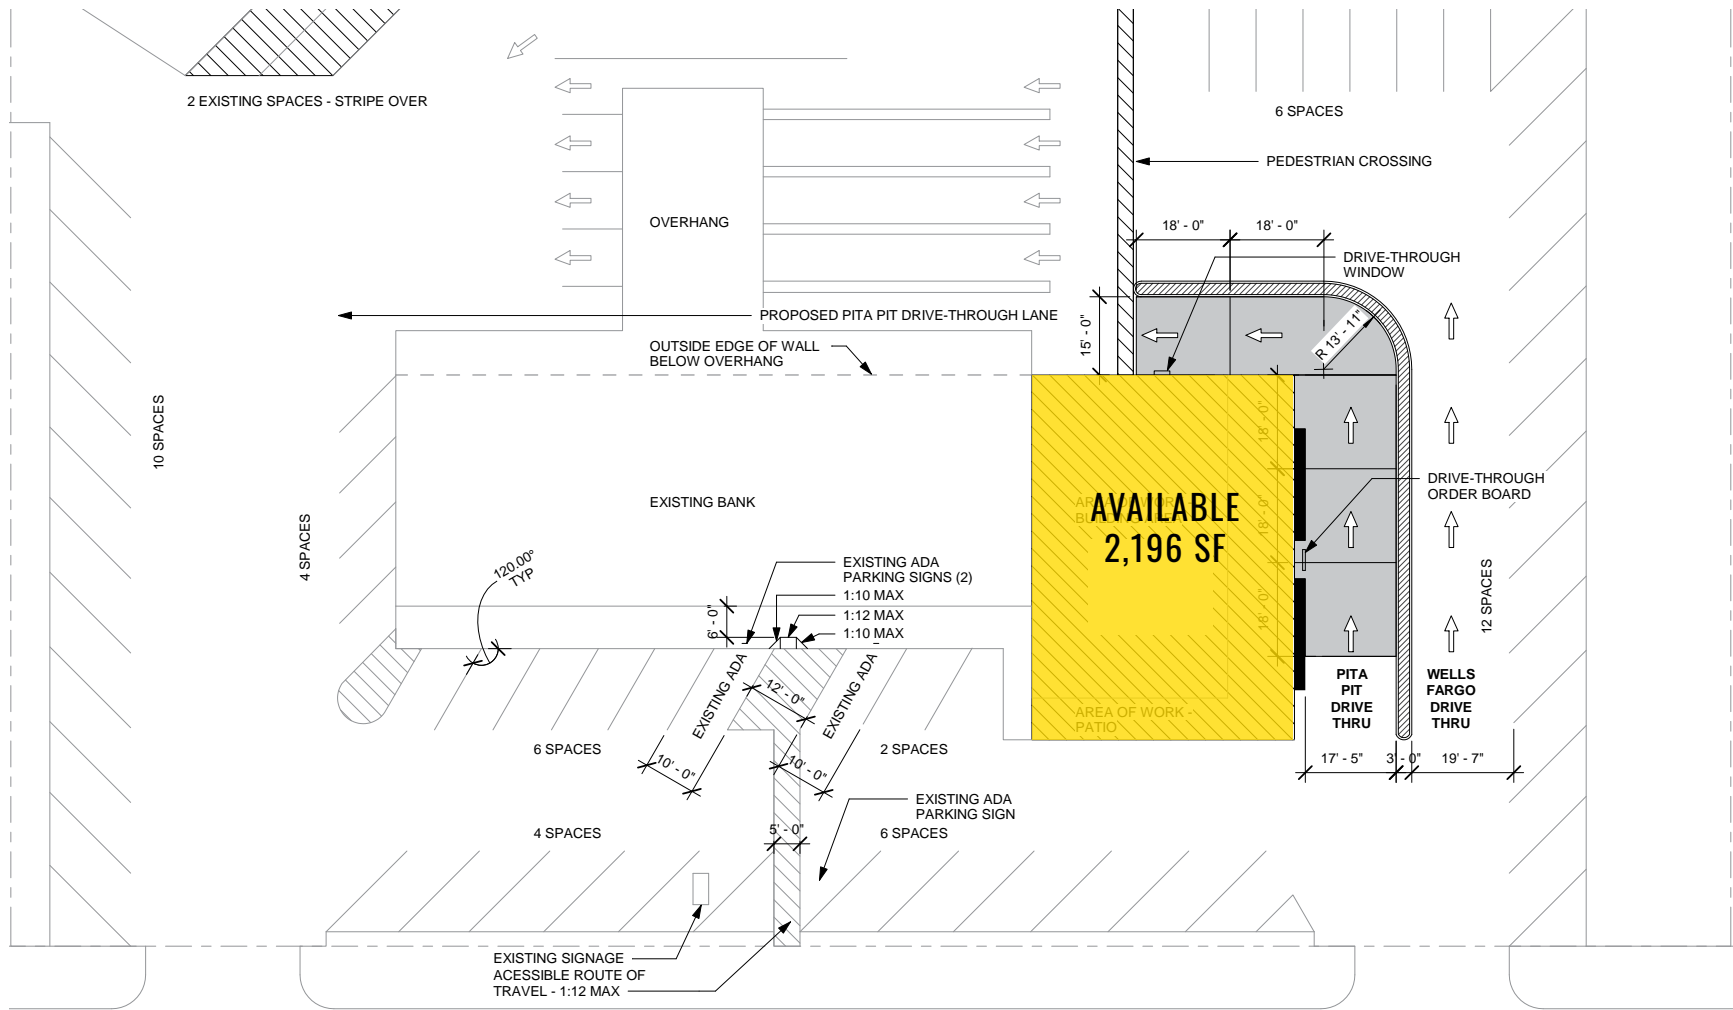 2 EXISTING SPACES - STRIPE OVER
6 SPACES
PEDESTRIAN CROSSING
OVERHANG
18' - 0"
18' - 0"
DRIVE-THROUGH
WINDOW
PROPOSED PITA PIT DRIVE-THROUGH LANE
15' - 0"
R 13' - 11"
OUTSIDE EDGE OF WALL
BELOW OVERHANG
10 SPACES
4 SPACES
EXISTING BANK
18' - 0"
18' - 0"
18' - 0"
AREA OF WORK -
BUILDING AREA
AVAILABLE
2,196 SF
DRIVE-THROUGH
ORDER BOARD
120.00°
TYP
EXISTING ADA
PARKING SIGNS (2)
1:10 MAX
1:12 MAX
1:10 MAX
6' - 0"
12 SPACES
EXISTING ADA
12' - 0"
EXISTING ADA
PITA
PIT
DRIVE
THRU
WELLS
FARGO
DRIVE
THRU
AREA OF WORK -
PATIO
6 SPACES
2 SPACES
10' - 0"
10' - 0"
17' - 5"
3' - 0"
19' - 7"
EXISTING ADA
PARKING SIGN
4 SPACES
5' - 0"
6 SPACES
EXISTING SIGNAGE
ACESSIBLE ROUTE OF
TRAVEL - 1:12 MAX